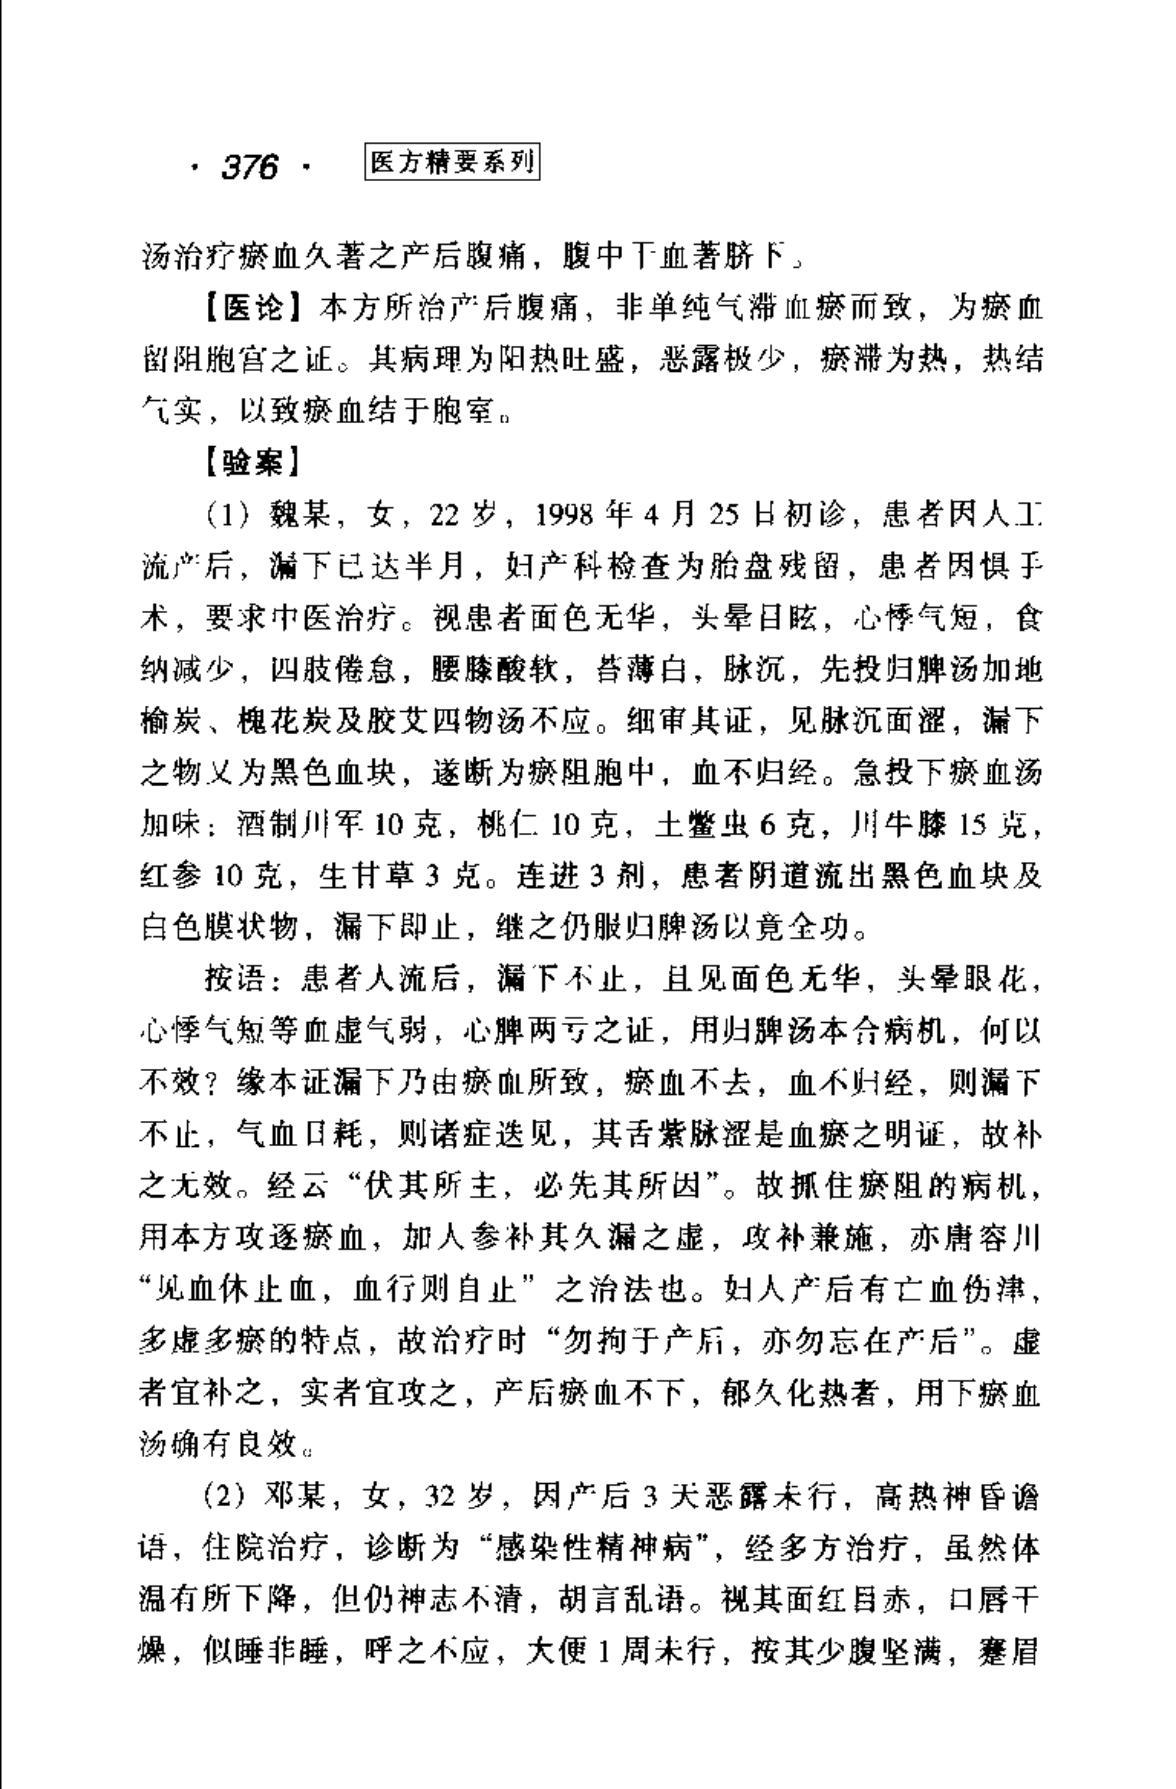 · 376 · 医方精要系列
汤治疗瘀血久著之产后腹痛，腹中干血著脐下。
【医论】本方所治产后腹痛，非单纯气滞血瘀而致，为瘀血
留阻胞宫之证。其病理为阳热旺盛，恶露极少，瘀滞为热，热结
气实，以致瘀血结于胞室。
【验案】
（1）魏某，女，22 岁，1998 年 4 月 25 日初诊，患者因人工
流产后，漏下已达半月，妇产科检查为胎盘残留，患者因惧手
术，要求中医治疗。视患者面色无华，头晕目眩，心悸气短，食
纳减少，四肢倦怠，腰膝酸软，苔薄白，脉沉，先投归脾汤加地
榆炭、槐花炭及胶艾四物汤不应。细审其证，见脉沉面涩，漏下
之物又为黑色血块，遂断为瘀阻胞中，血不归经。急投下瘀血汤
加味：酒制川军 10 克，桃仁 10 克，土鳖虫 6 克，川牛膝 15 克，
红参 10 克，生甘草 3 克。连进 3 剂，患者阴道流出黑色血块及
白色膜状物，漏下即止，继之仍服归脾汤以竟全功。
按语：患者人流后，漏下不止，且见面色无华，头晕眼花，
心悸气短等血虚气弱，心脾两亏之证，用归脾汤本合病机，何以
不效？缘本证漏下乃由瘀血所致，瘀血不去，血不归经，则漏下
不止，气血日耗，则诸症迭见，其舌紫脉涩是血瘀之明证，故补
之无效。经云“伏其所主，必先其所因”。故抓住瘀阻的病机，
用本方攻逐瘀血，加人参补其久漏之虚，攻补兼施，亦唐容川
“见血休止血，血行则自止”之治法也。妇人产后有亡血伤津，
多虚多瘀的特点，故治疗时“勿拘于产后，亦勿忘在产后”。虚
者宜补之，实者宜攻之，产后瘀血不下，郁久化热者，用下瘀血
汤确有良效。
（2）邓某，女，32 岁，因产后 3 天恶露未行，高热神昏谵
语，住院治疗，诊断为“感染性精神病”，经多方治疗，虽然体
温有所下降，但仍神志不清，胡言乱语。视其面红目赤，口唇干
燥，似睡非睡，呼之不应，大便 1 周未行，按其少腹坚满，蹙眉